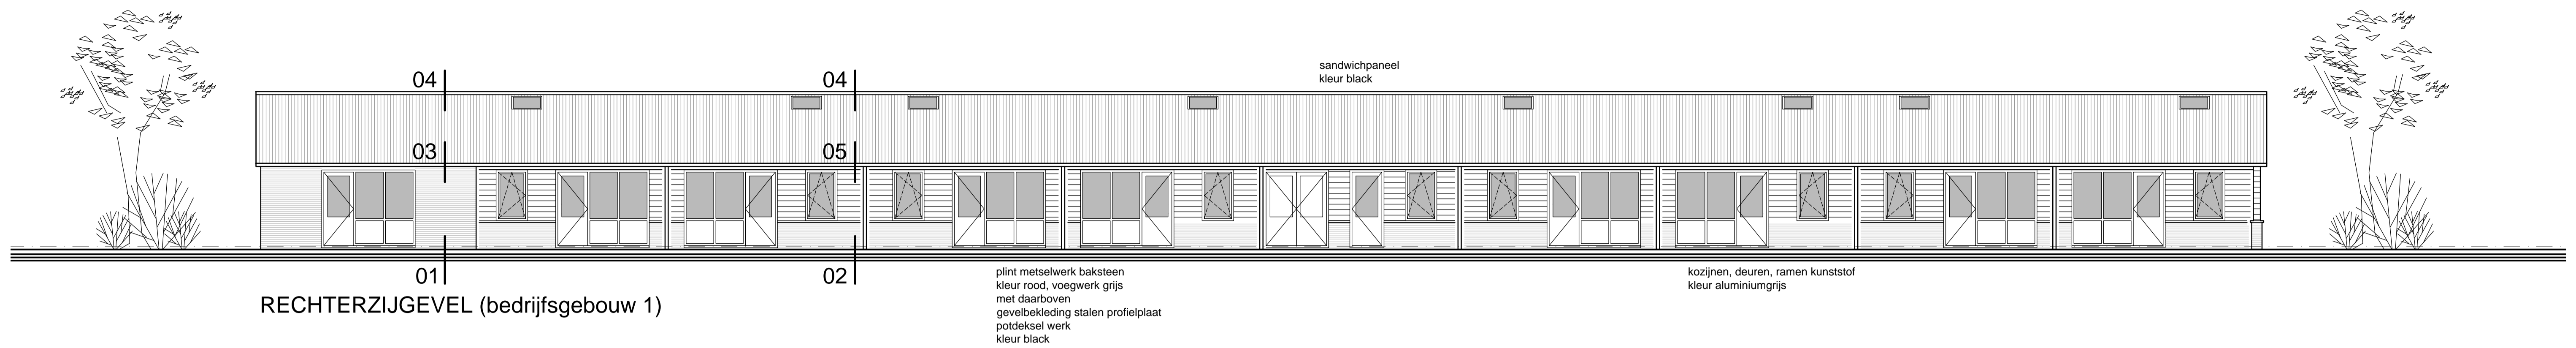 sandwichpaneel
kleur black
04
04
03
05
01
02
plint metselwerk baksteen
kleur rood, voegwerk grijs
met daarboven
gevelbekleding stalen profielplaat
potdeksel werk
kleur black
kozijnen, deuren, ramen kunststof
kleur aluminiumgrijs
RECHTERZIJGEVEL (bedrijfsgebouw 1)